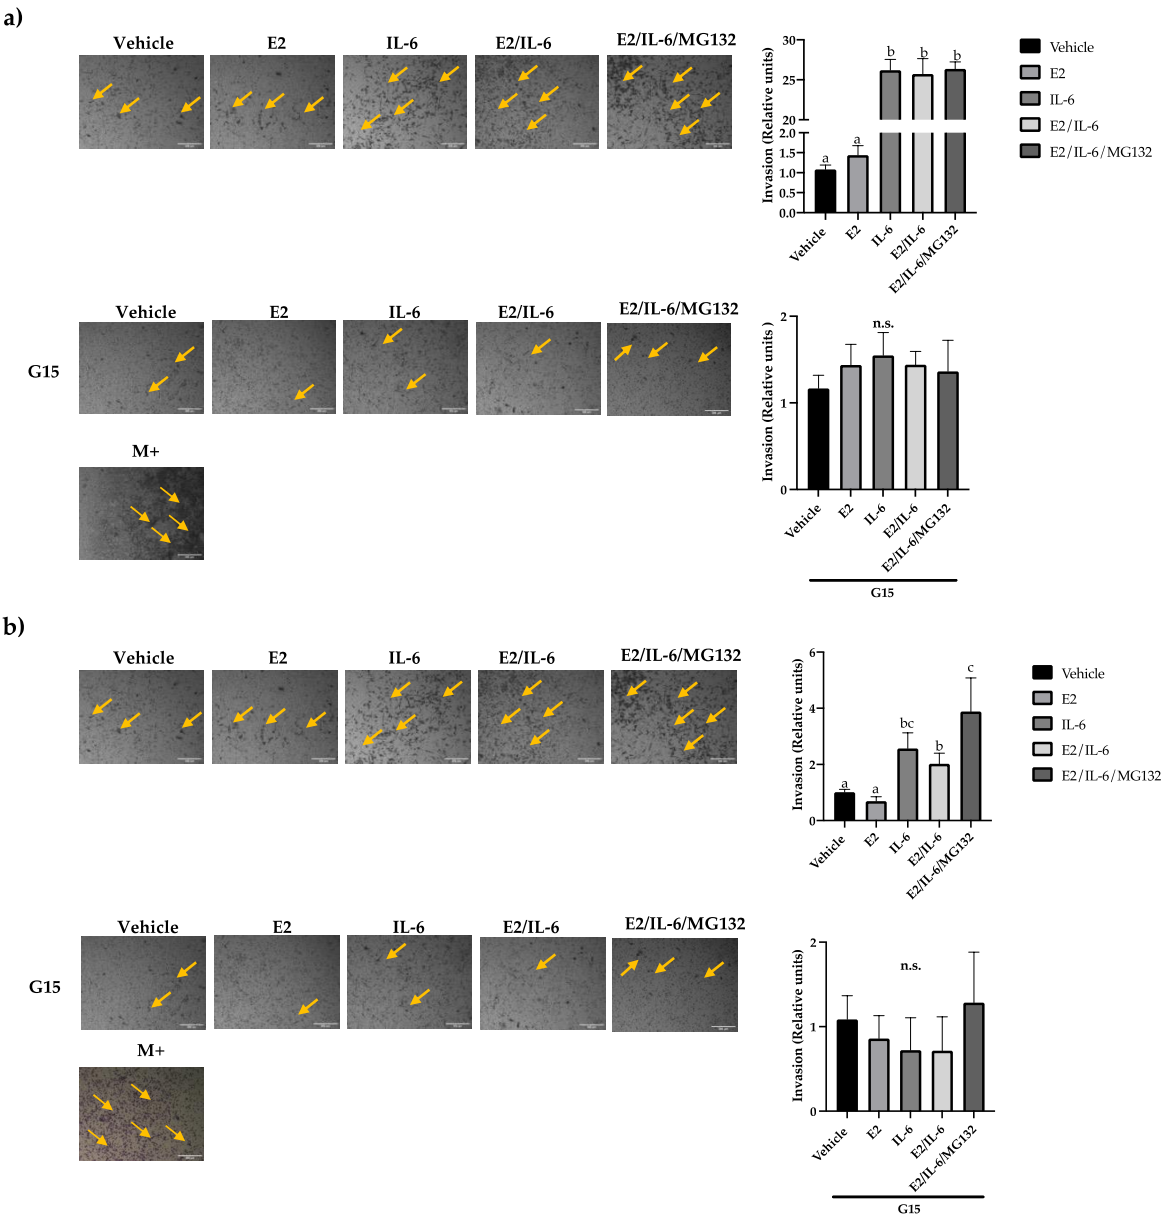 a)
Vehicle E2 IL-6 E2/IL-6 E2/IL-6/MG132
Invasion (Relative units)
30
25
20
2.0
1.5
1.0
0.5
0.0
a a b b b
Vehicle E2 IL-6 E2/IL-6 E2/IL-6/MG132
Vehicle
E2
IL-6
E2/IL-6
E2/IL-6/MG132
G15
Vehicle E2 IL-6 E2/IL-6 E2/IL-6/MG132
M+
Invasion (Relative units )
2
1
0
n.s.
Vehicle E2 IL-6 E2/IL-6 E2/IL-6/MG132
G15
b)
Vehicle E2 IL-6 E2/IL-6 E2/IL-6/MG132
Invasion (Relative units)
6
4
2
0
a a bc b c
Vehicle E2 IL-6 E2/IL-6 E2/IL-6/MG132
Vehicle
E2
IL-6
E2/IL-6
E2/IL-6/MG132
G15
Vehicle E2 IL-6 E2/IL-6 E2/IL-6/MG132
M+
Invasion (Relative units)
2
1
0
n.s.
Vehicle E2 IL-6 E2/IL-6 E2/IL-6/MG132
G15